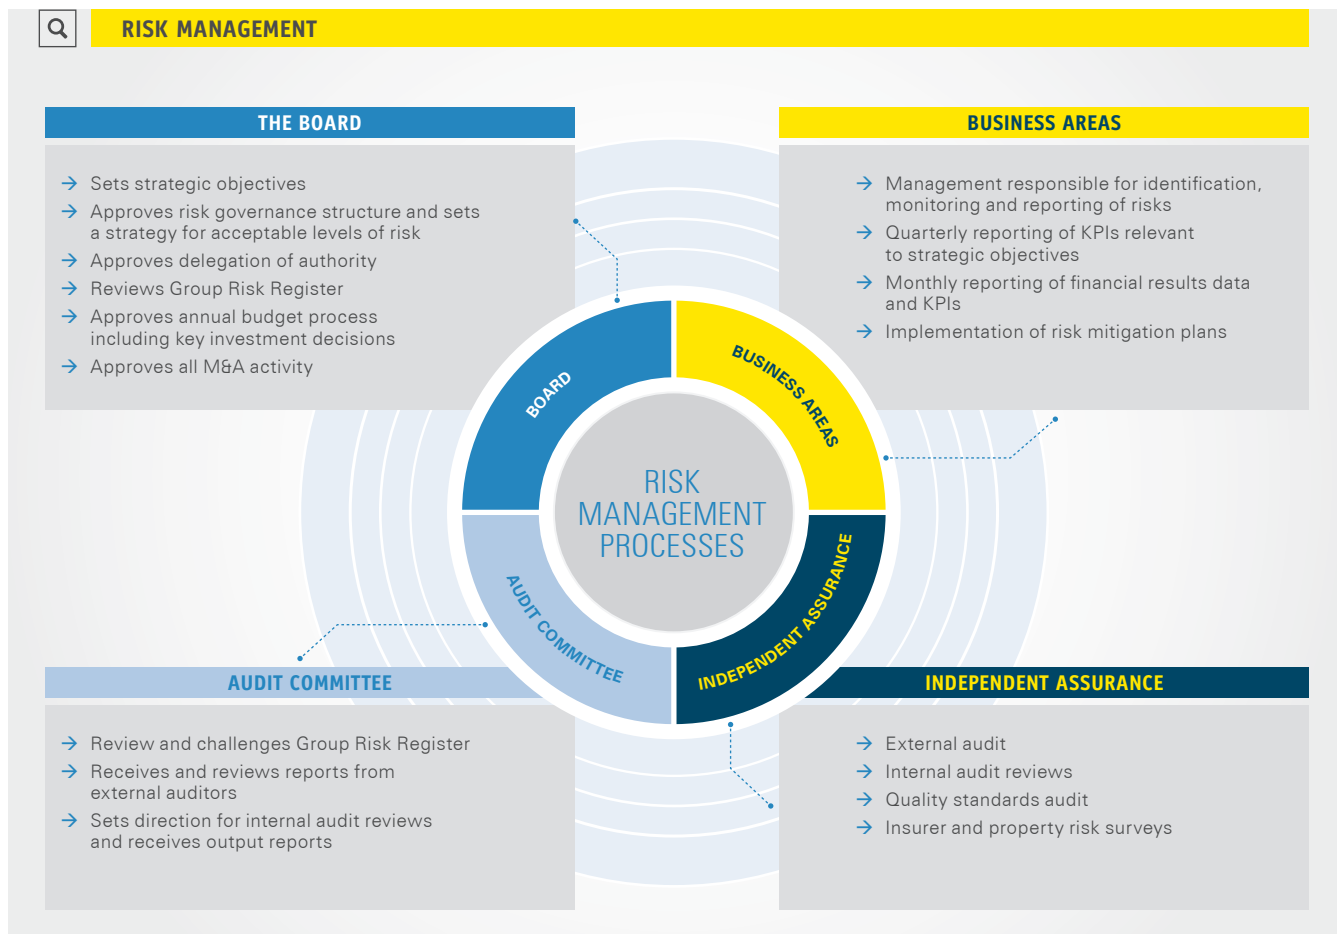 RISK MANAGEMENT
THE BOARD
→ Sets strategic objectives
→ Approves risk governance structure and sets
a strategy for acceptable levels of risk
→ Approves delegation of authority
→ Reviews Group Risk Register
→ Approves annual budget process
including key investment decisions
→ Approves all M&A activity
BUSINESS AREAS
→ Management responsible for identification,
monitoring and reporting of risks
→ Quarterly reporting of KPIs relevant
to strategic objectives
→ Monthly reporting of financial results data
and KPIs
→ Implementation of risk mitigation plans
BOARD
BUSINESS AREAS
RISK
MANAGEMENT
PROCESSES
AUDIT COMMITTEE
INDEPENDENT ASSURANCE
AUDIT COMMITTEE
→ Review and challenges Group Risk Register
→ Receives and reviews reports from
external auditors
→ Sets direction for internal audit reviews
and receives output reports
INDEPENDENT ASSURANCE
→ External audit
→ Internal audit reviews
→ Quality standards audit
→ Insurer and property risk surveys